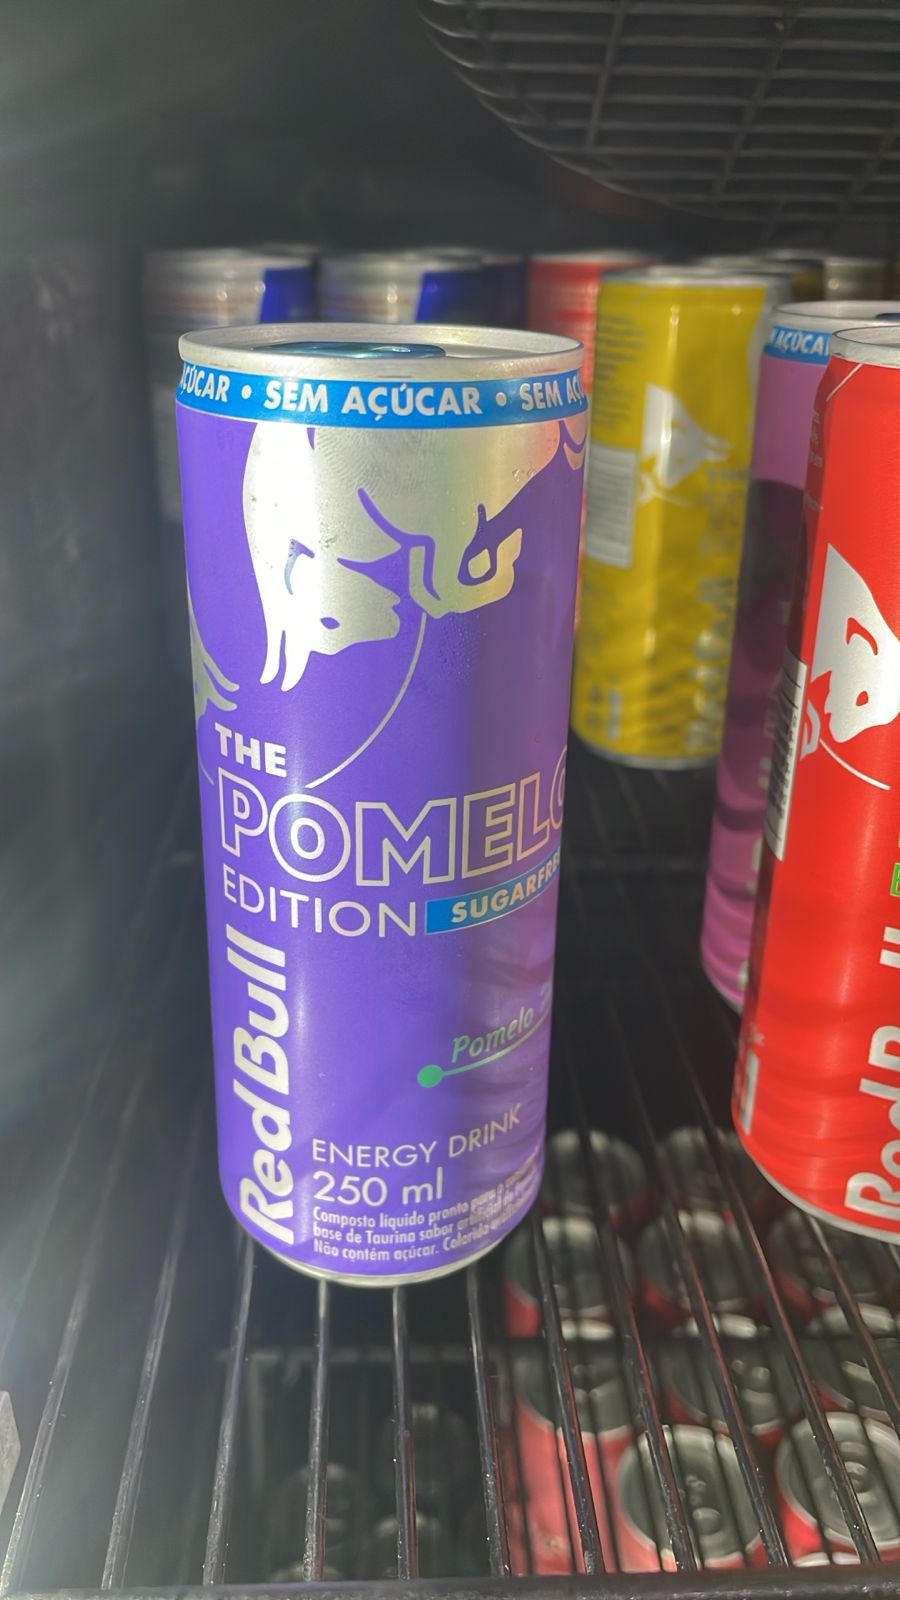 AÇÚCAR • SEM AÇÚCAR • SEM
THE
POMELO
EDITION SUGARFREE
Red Bull
Pomelo
ENERGY DRINK
250 ml
Composto líquido pronto para o
base de Taurina sabor artificial de
Não contém açúcar. Colorido
AÇÚCAR